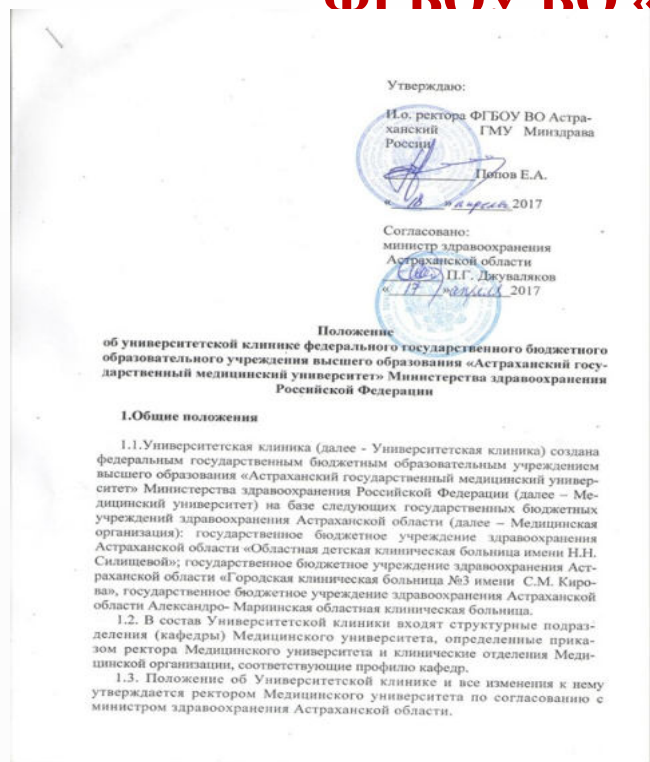 ФГБОУ ВО «
Утверждаю:
И.о. ректора ФГБОУ ВО Астра-
ханский ГМУ Минздрава
России
Попов Е.А.
« 18 » апреля 2017
Согласовано:
министр здравоохранения
Астраханской области
П.Г. Джуваляков
« 17 » апреля 2017
Положение
об университетской клинике федерального государственного бюджетного
образовательного учреждения высшего образования «Астраханский госу-
дарственный медицинский университет» Министерства здравоохранения
Российской Федерации
1.Общие положения
1.1.Университетская клиника (далее - Университетская клиника) создана
федеральным государственным бюджетным образовательным учреждением
высшего образования «Астраханский государственный медицинский универ-
ситет» Министерства здравоохранения Российской Федерации (далее – Ме-
дицинский университет) на базе следующих государственных бюджетных
учреждений здравоохранения Астраханской области (далее – Медицинская
организация): государственное бюджетное учреждение здравоохранения
Астраханской области «Областная детская клиническая больница имени Н.Н.
Силищевой»; государственное бюджетное учреждение здравоохранения Аст-
раханской области «Городская клиническая больница №3 имени С.М. Киро-
ва», государственное бюджетное учреждение здравоохранения Астраханской
области Александро- Мариинская областная клиническая больница.
1.2. В состав Университетской клиники входят структурные подраз-
деления (кафедры) Медицинского университета, определенные прика-
зом ректора Медицинского университета и клинические отделения Меди-
цинской организации, соответствующие профилю кафедр.
1.3. Положение об Университетской клинике и все изменения к нему
утверждается ректором Медицинского университета по согласованию с
министром здравоохранения Астраханской области.